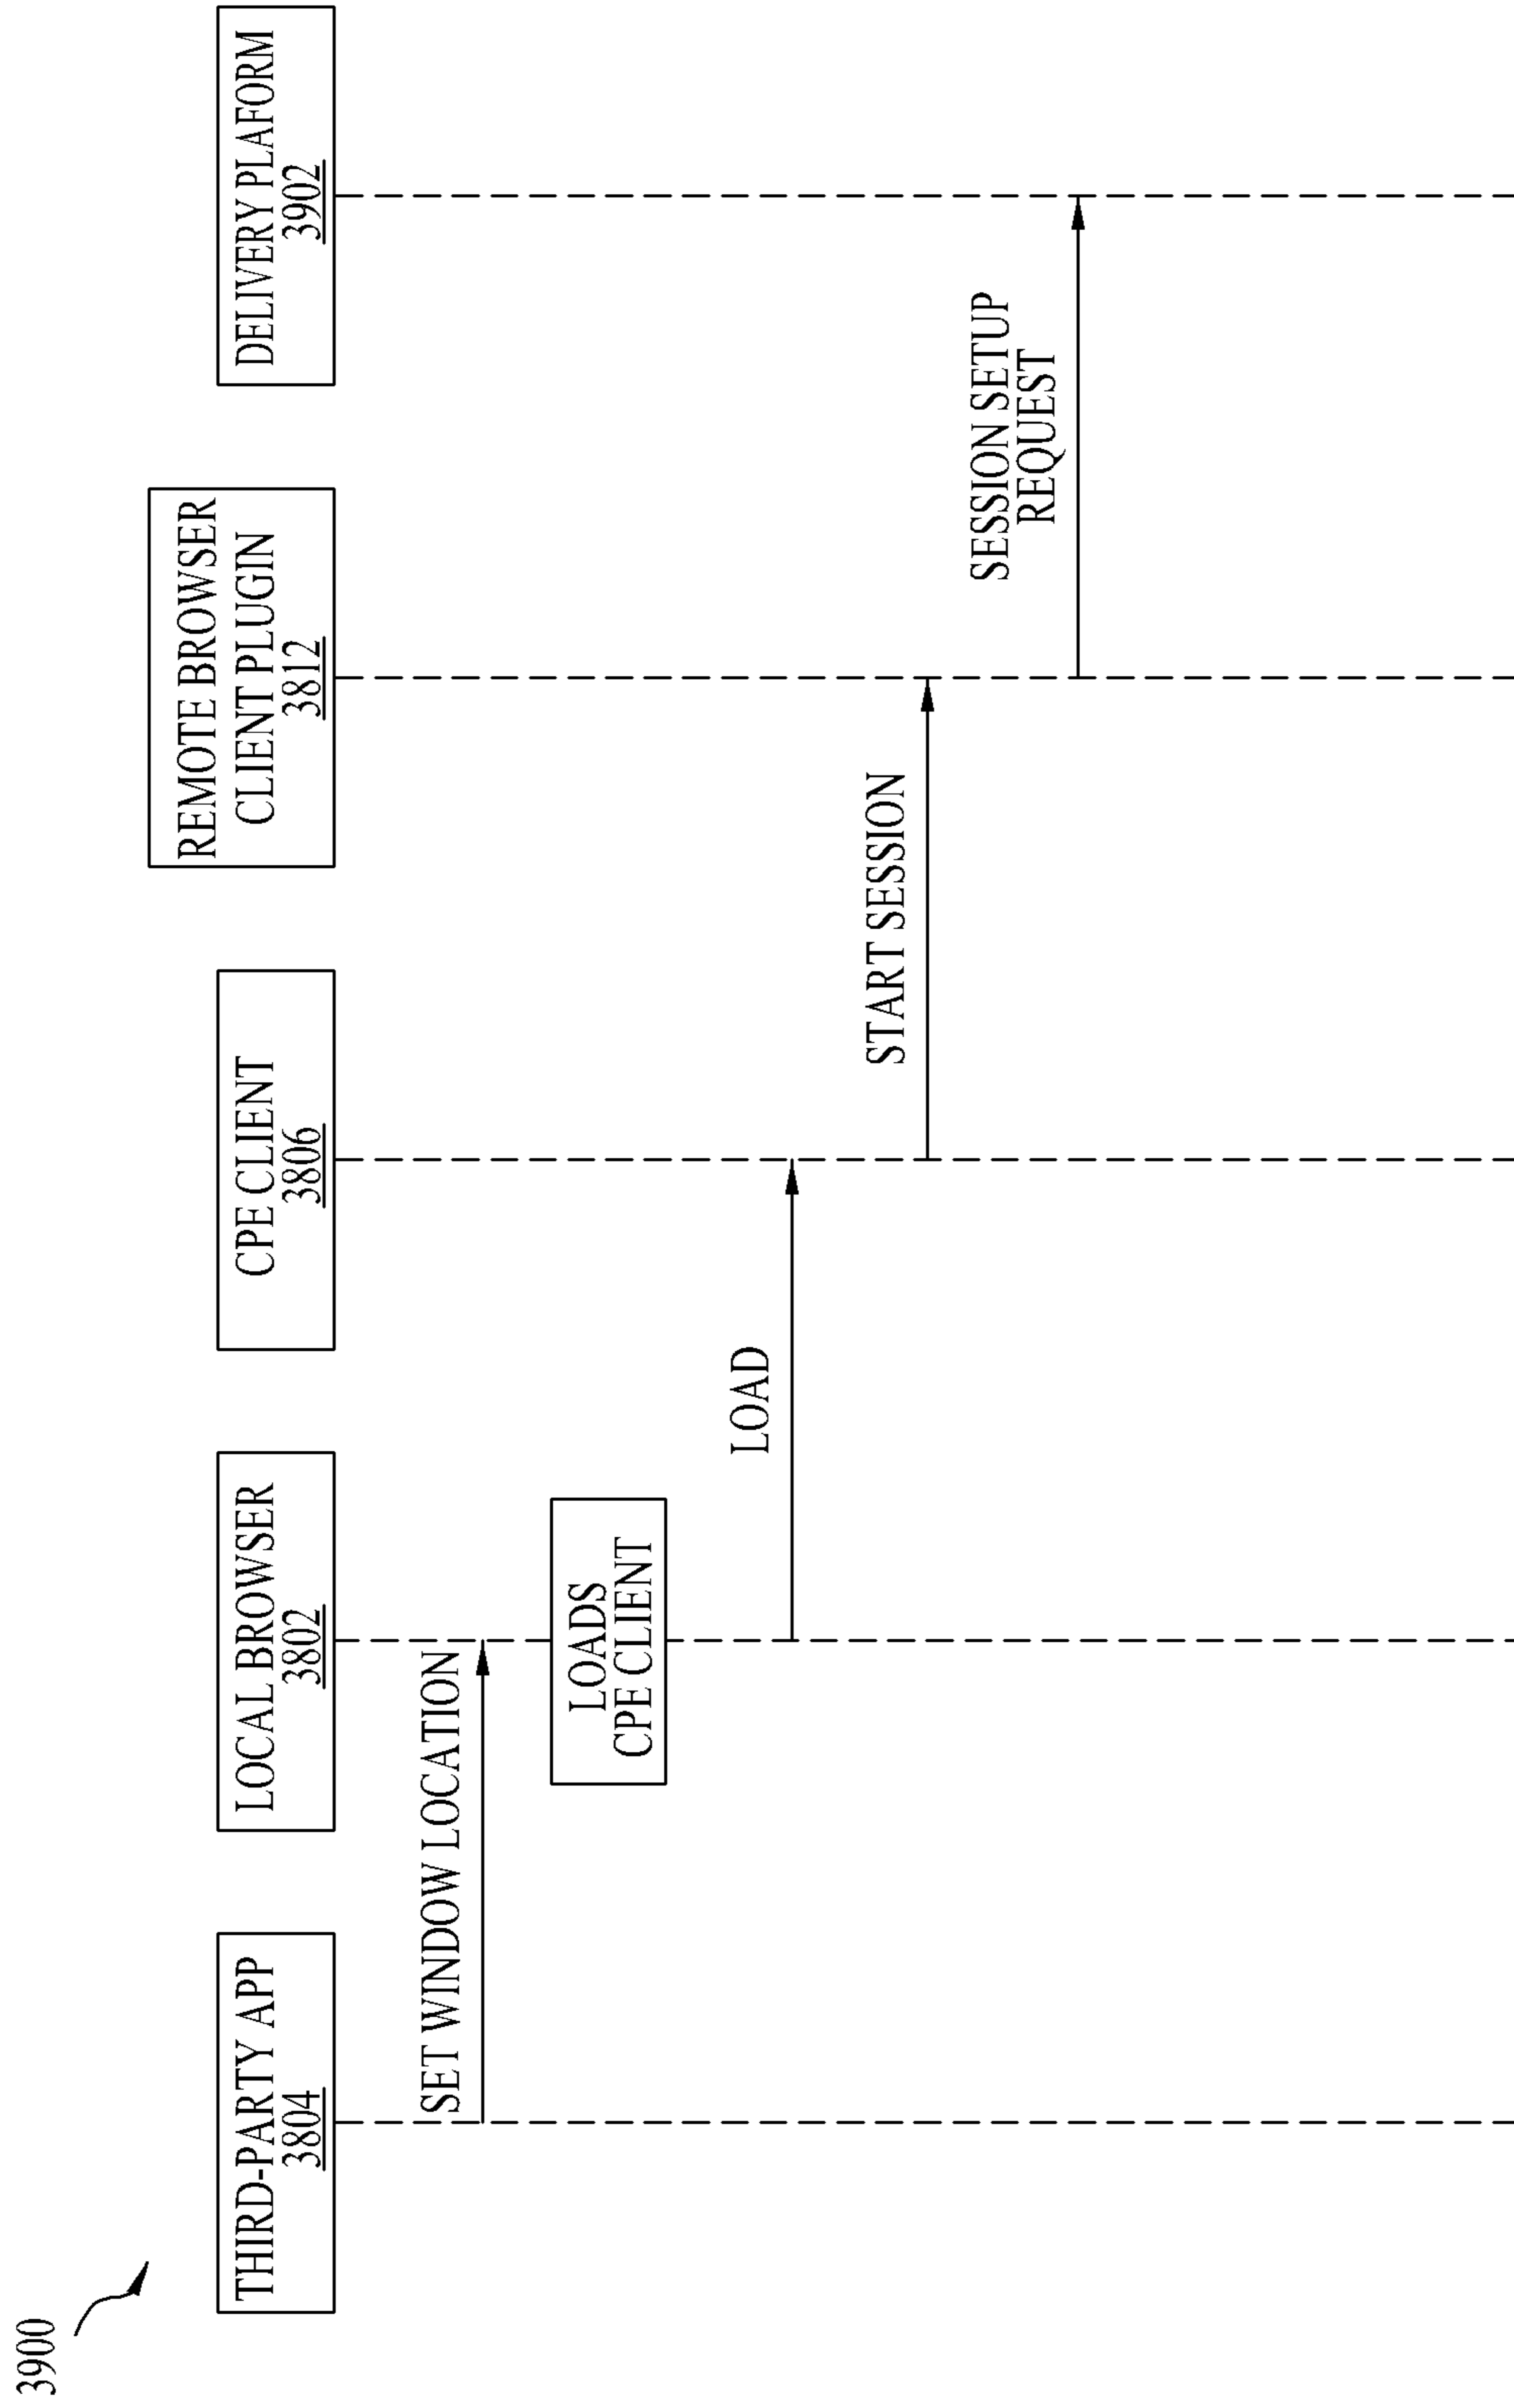 3900
THIRD-PARTY APP
3804
LOCAL BROWSER
3802
CPE CLIENT
3806
REMOTE BROWSER
CLIENT PLUGIN
3812
DELIVERY PLAFORM
3902
SET WINDOW LOCATION
LOADS
CPE CLIENT
LOAD
START SESSION
SESSION SETUP
REQUEST